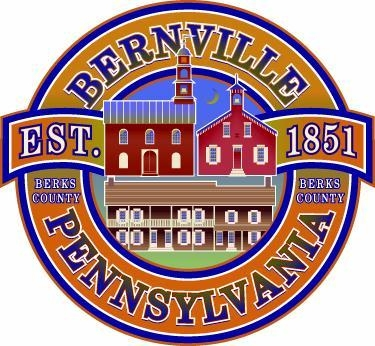 BERNVILLE
EST. 1851
BERKS COUNTY
BERKS COUNTY
PENNSYLVANIA